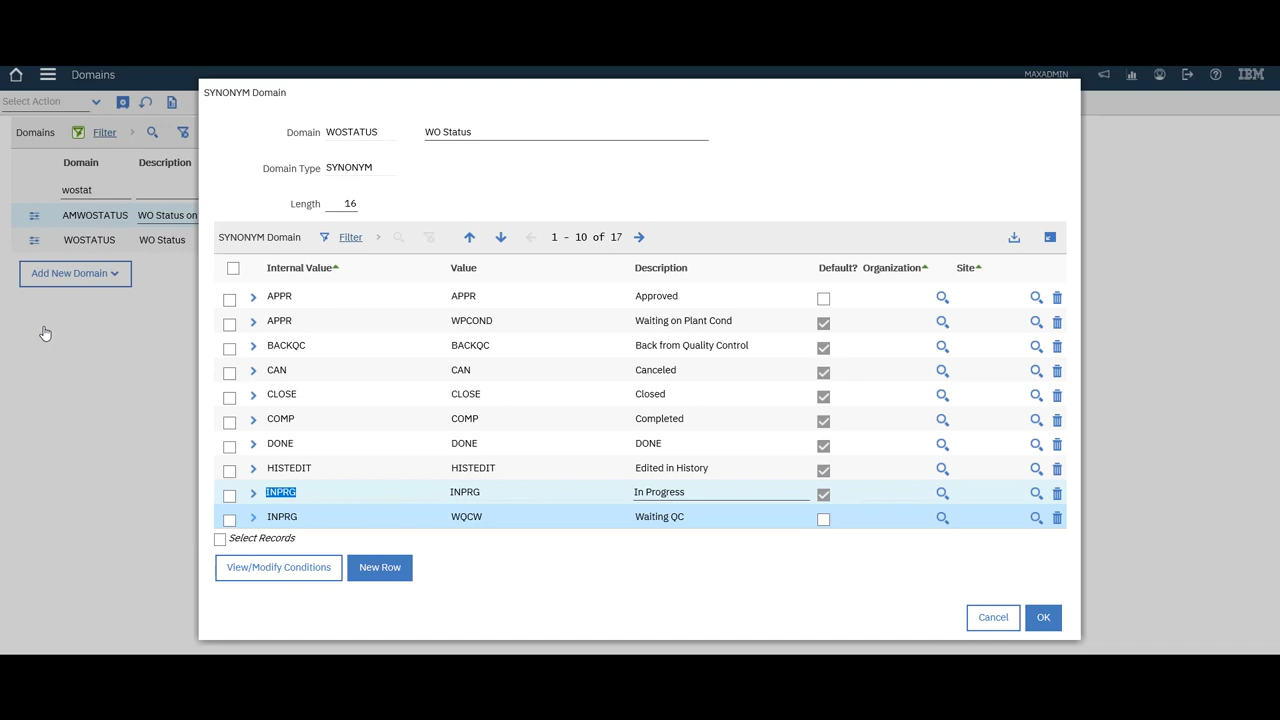 Domains
MAXADMIN
IBM
Select Action
Domains Filter
Domain Description
wostat
AMWOSTATUS WO Status on
WOSTATUS WO Status
Add New Domain
SYNONYM Domain
Domain WOSTATUS WO Status
Domain Type SYNONYM
Length 16
SYNONYM Domain Filter 1 - 10 of 17
Internal Value Value Description Default? Organization Site
APPR APPR Approved
APPR WPCOND Waiting on Plant Cond
BACKQC BACKQC Back from Quality Control
CAN CAN Canceled
CLOSE CLOSE Closed
COMP COMP Completed
DONE DONE DONE
HISTEDIT HISTEDIT Edited in History
INPRG INPRG In Progress
INPRG WQCW Waiting QC
Select Records
View/Modify Conditions New Row
Cancel OK